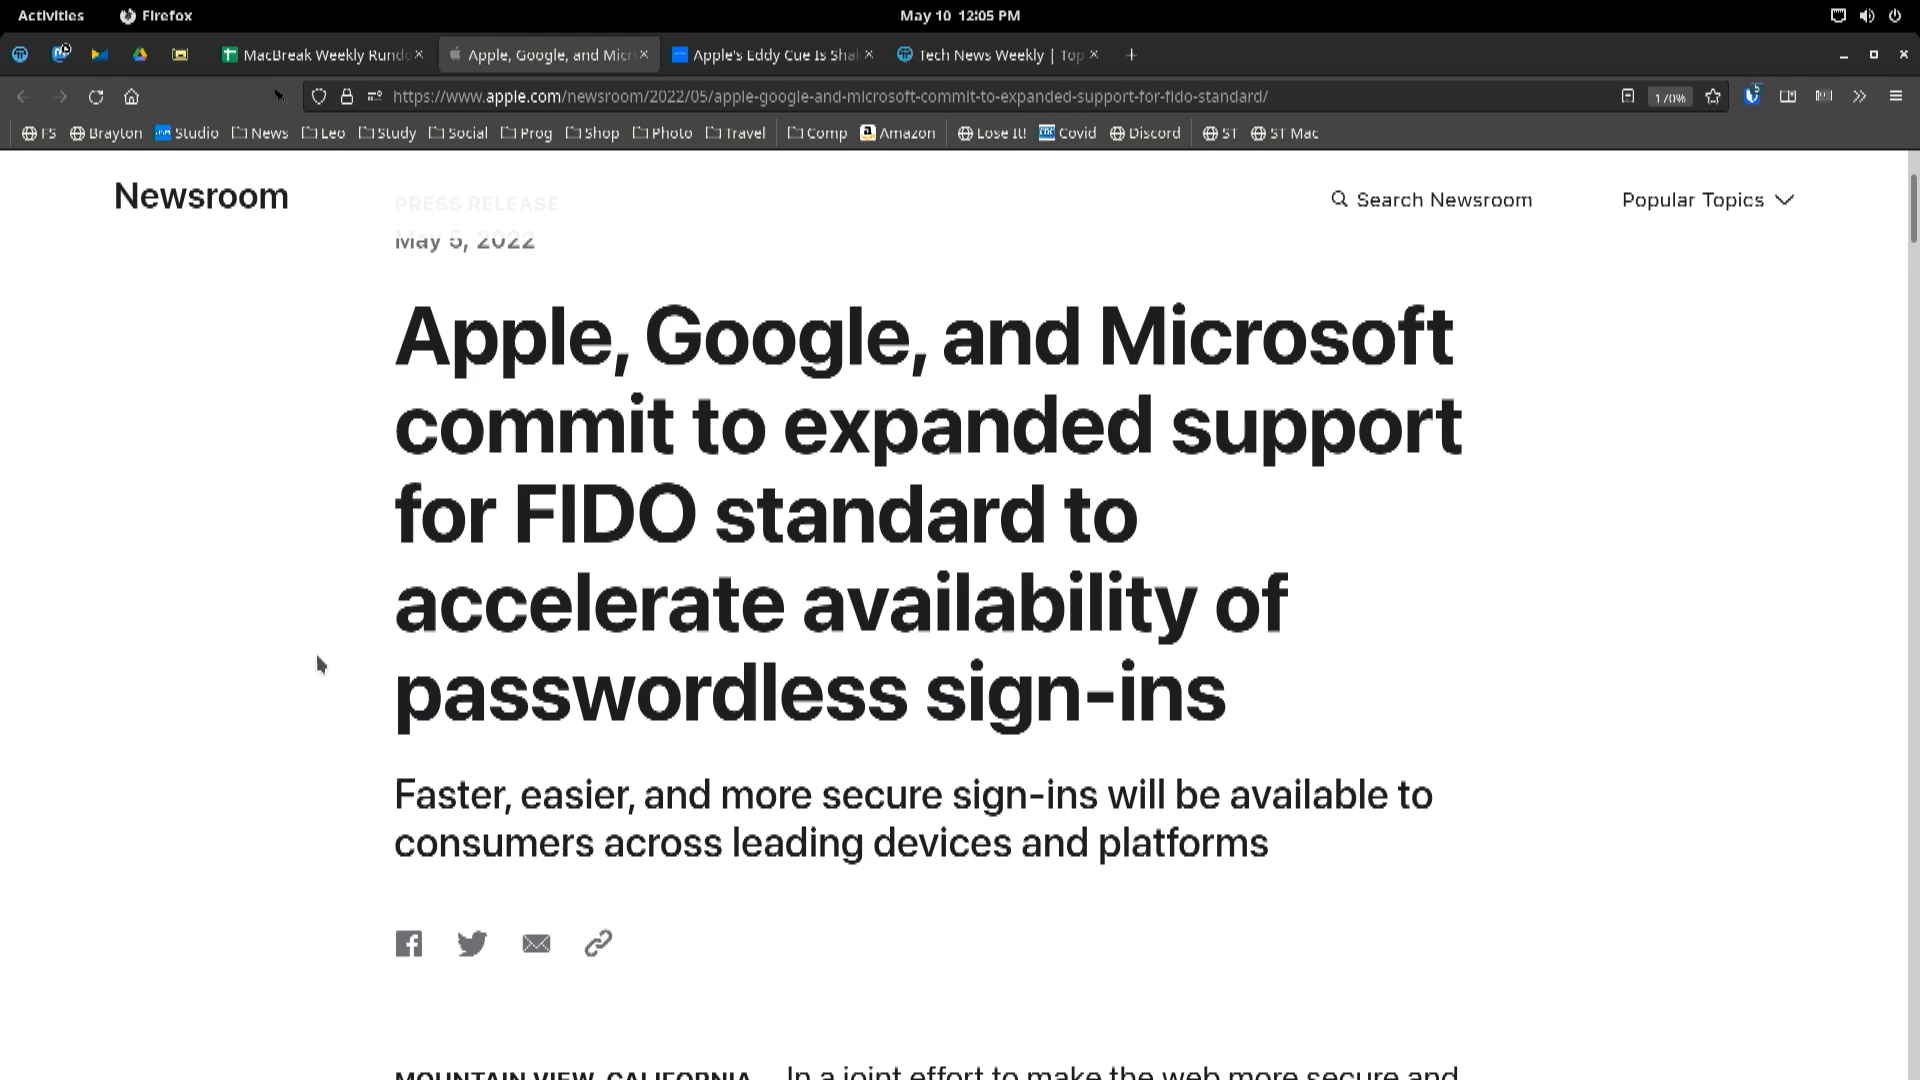 Activities Firefox May 10 12:05 PM
MacBreak Weekly Rund Apple, Google, and Micr Apple's Eddy Cue Is Sha Tech News Weekly | Top
https://www.apple.com/newsroom/2022/05/apple-google-and-microsoft-commit-to-expanded-support-for-fido-standard/ 170%
FS Brayton Studio News Leo Study Social Prog Shop Photo Travel Comp Amazon Lose It! Covid Discord ST ST Mac
Newsroom PRESS RELEASE Search Newsroom Popular Topics
May 5, 2022
Apple, Google, and Microsoft
commit to expanded support
for FIDO standard to
accelerate availability of
passwordless sign-ins
Faster, easier, and more secure sign-ins will be available to
consumers across leading devices and platforms
MOUNTAIN VIEW, CALIFORNIA In a joint effort to make the web more secure and